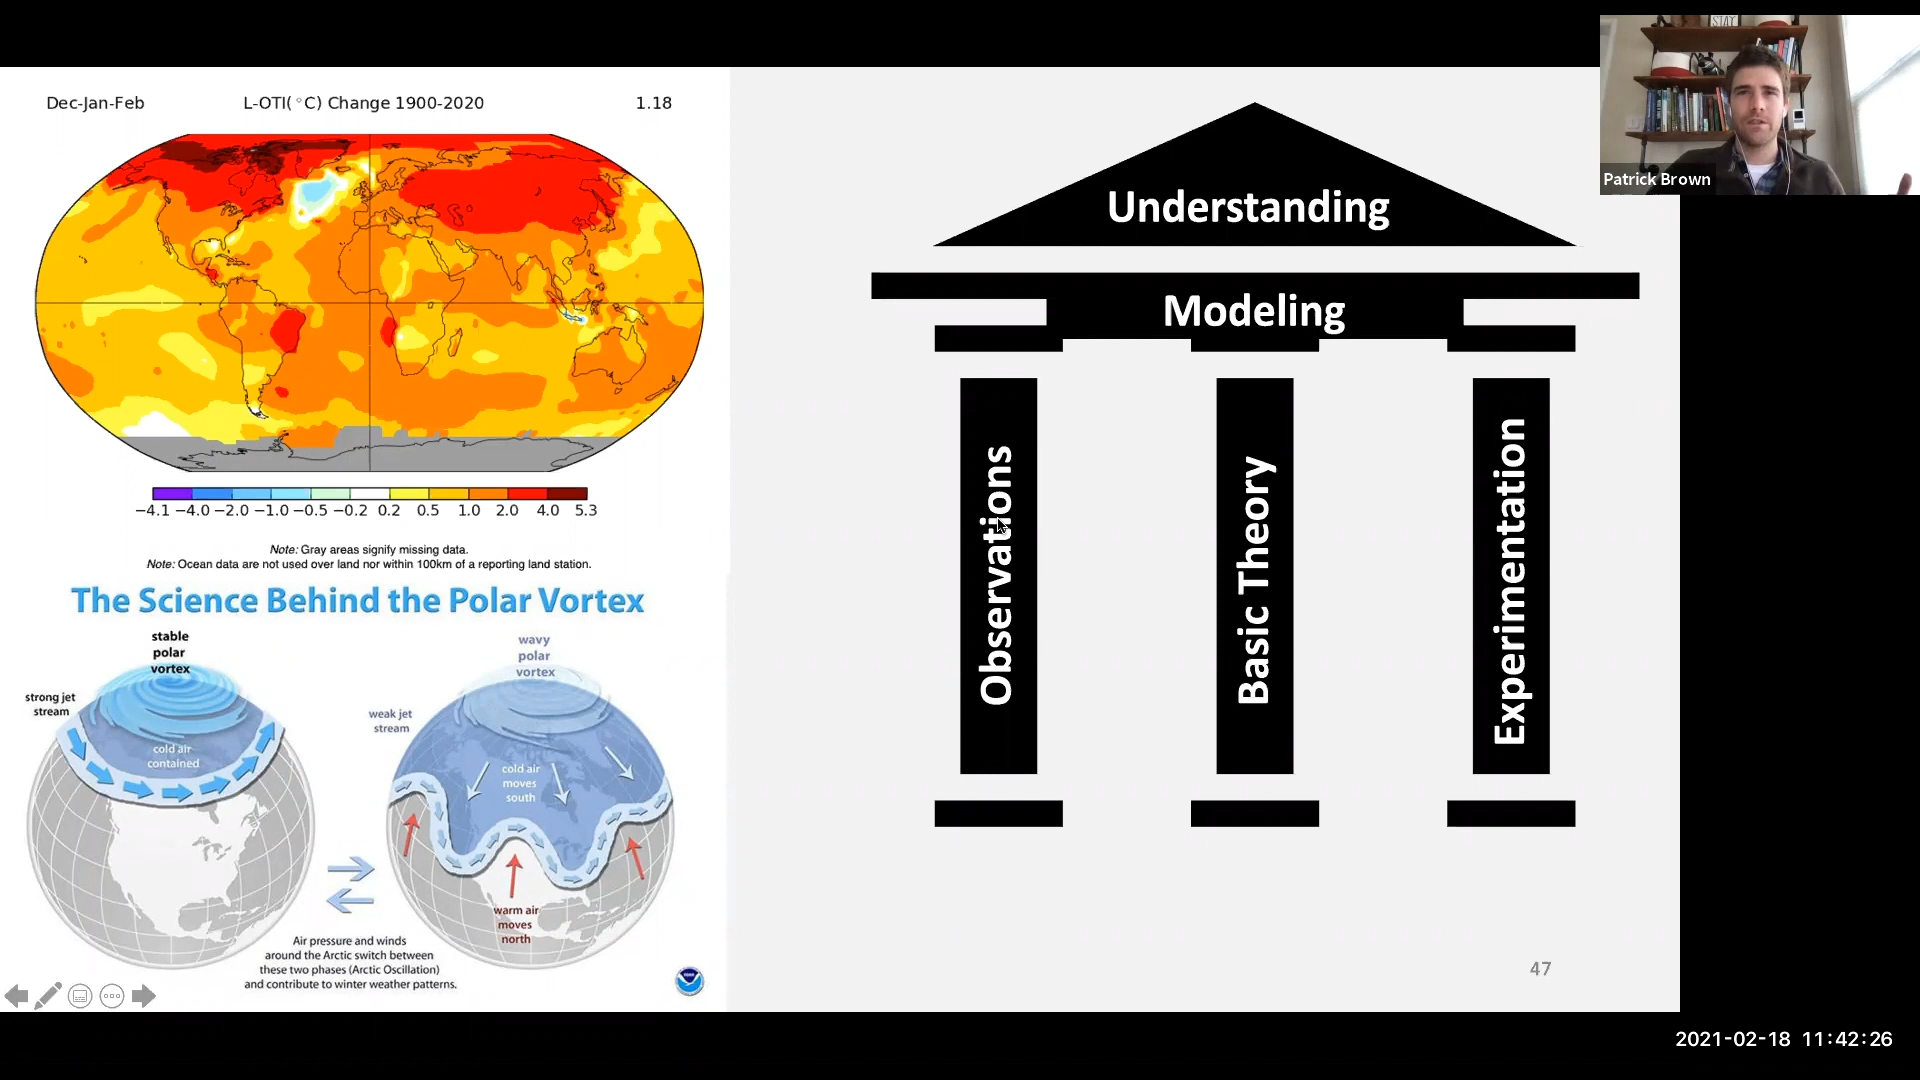 Dec-Jan-Feb
L-OTI(°C) Change 1900-2020
1.18
−4.1 −4.0 −2.0 −1.0 −0.5 −0.2 0.2 0.5 1.0 2.0 4.0 5.3
Note: Gray areas signify missing data.
Note: Ocean data are not used over land nor within 100km of a reporting land station.
The Science Behind the Polar Vortex
stable
polar
vortex
strong jet
stream
cold air
contained
wavy
polar
vortex
weak jet
stream
cold air
moves
south
warm air
moves
north
Air pressure and winds
around the Arctic switch between
these two phases (Arctic Oscillation)
and contribute to winter weather patterns.
Understanding
Modeling
Observations
Basic Theory
Experimentation
47
STAY
Patrick Brown
2021-02-18 11:42:26